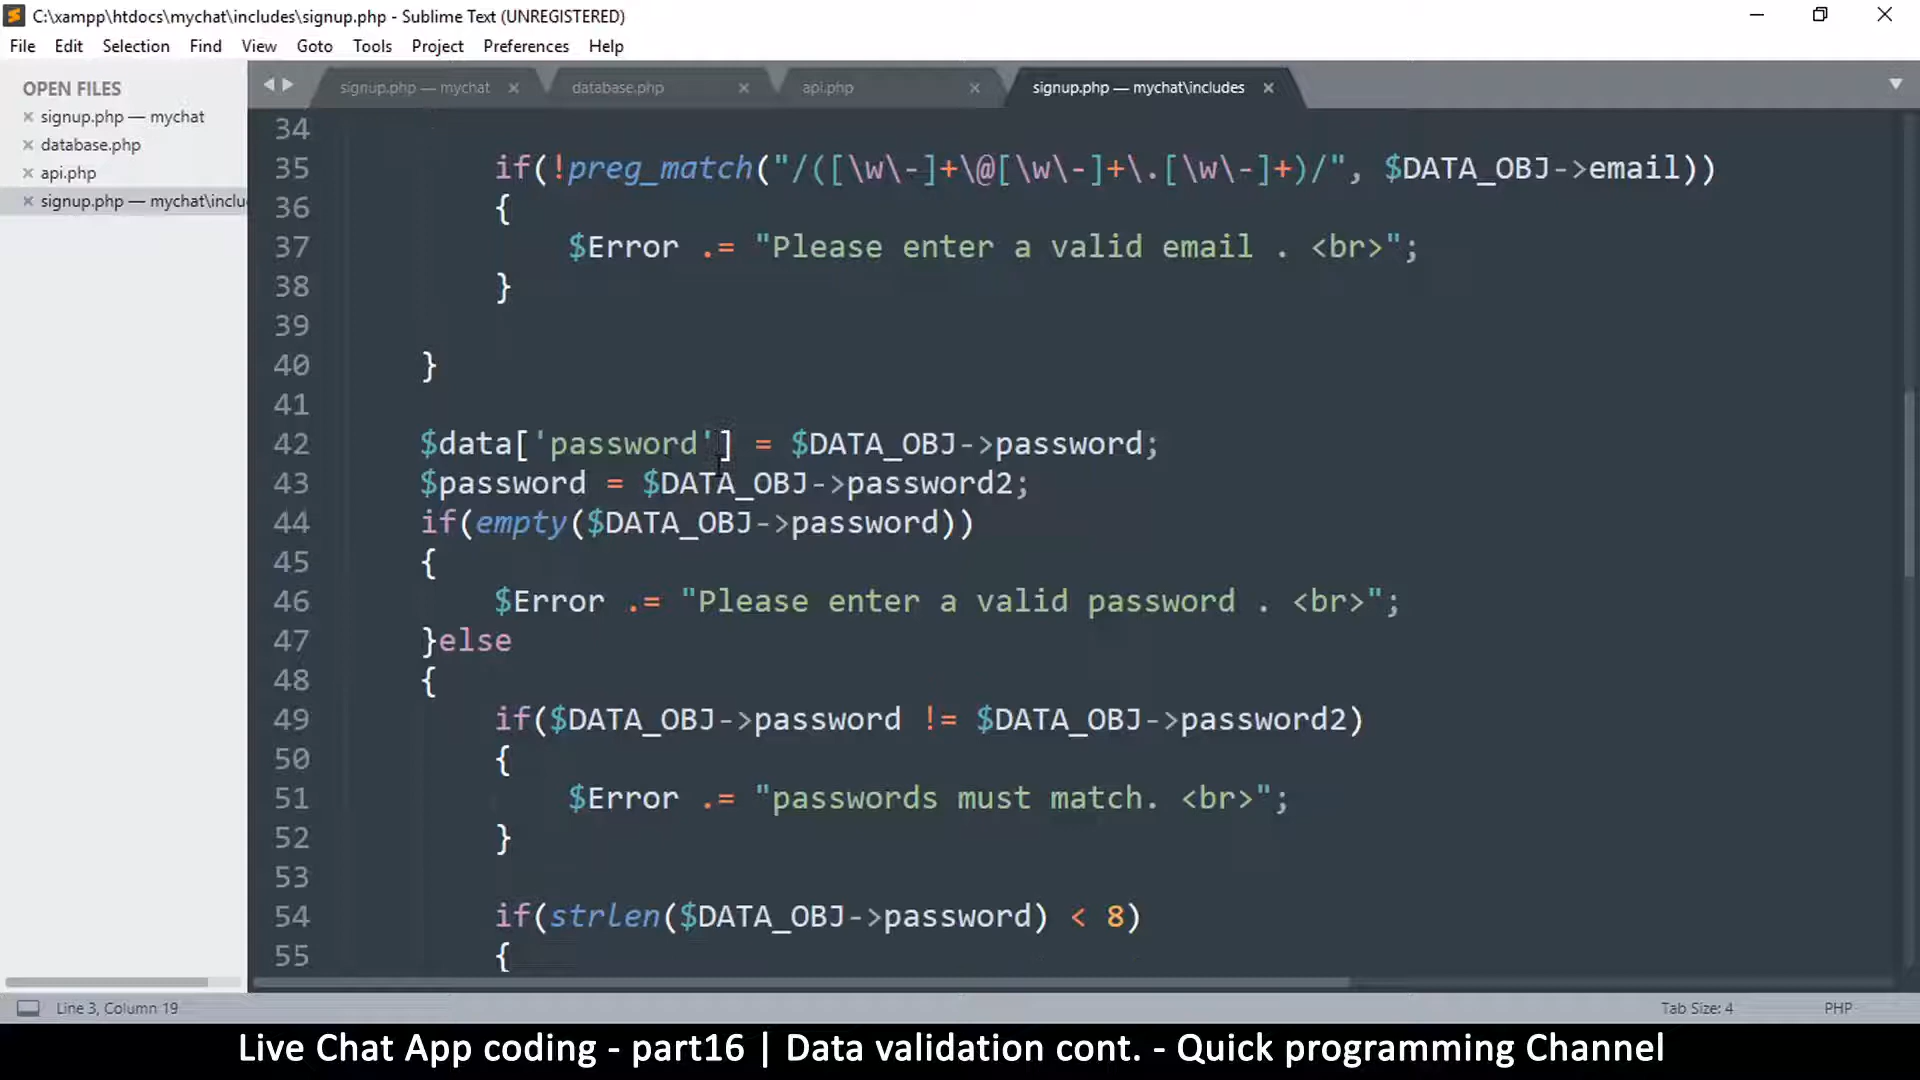 C:\xampp\htdocs\mychat\includes\signup.php - Sublime Text (UNREGISTERED)
File Edit Selection Find View Goto Tools Project Preferences Help
OPEN FILES
× signup.php — mychat
× database.php
× api.php
× signup.php — mychat\inclu
signup.php — mychat × database.php × api.php × signup.php — mychat\includes ×
34
35 if(!preg_match("/([\w\-]+\@[\w\-]+\.[\w\-]+)/", $DATA_OBJ->email))
36 {
37 $Error .= "Please enter a valid email . <br>";
38 }
39
40 }
41
42 $data['password'] = $DATA_OBJ->password;
43 $password = $DATA_OBJ->password2;
44 if(empty($DATA_OBJ->password))
45 {
46 $Error .= "Please enter a valid password . <br>";
47 }else
48 {
49 if($DATA_OBJ->password != $DATA_OBJ->password2)
50 {
51 $Error .= "passwords must match. <br>";
52 }
53
54 if(strlen($DATA_OBJ->password) < 8)
55 {
Line 3, Column 19 Tab Size: 4 PHP
Live Chat App coding - part16 | Data validation cont. - Quick programming Channel